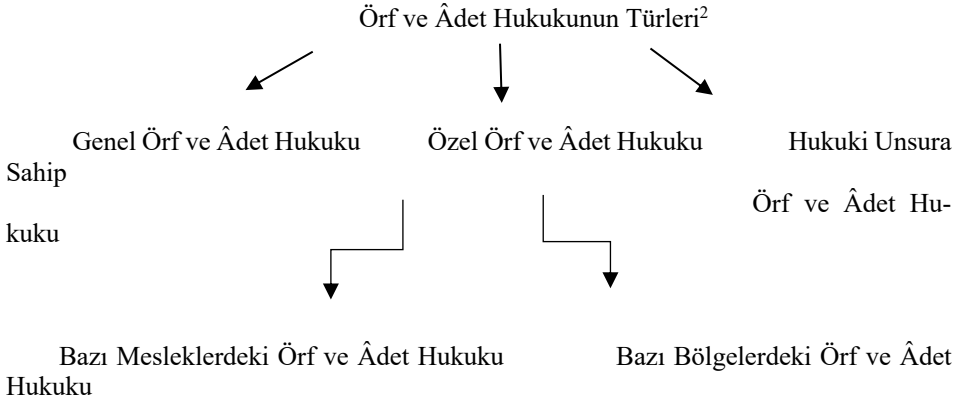 Örf ve Âdet Hukukunun Türleri²
Genel Örf ve Âdet Hukuku Özel Örf ve Âdet Hukuku Hukuki Unsura
Sahip
Örf ve Âdet Hu-
kuku
Bazı Mesleklerdeki Örf ve Âdet Hukuku Bazı Bölgelerdeki Örf ve Âdet
Hukuku